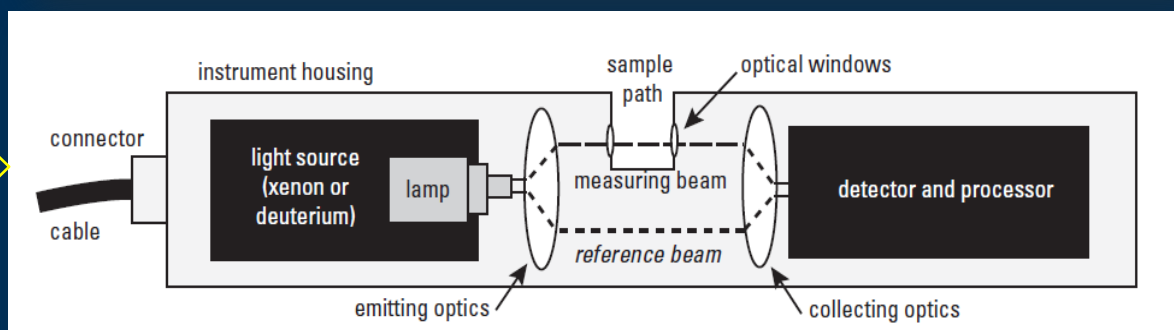 instrument housing
sample
path
optical windows
connector
light source
(xenon or
deuterium)
lamp
measuring beam
detector and processor
cable
reference beam
emitting optics
collecting optics